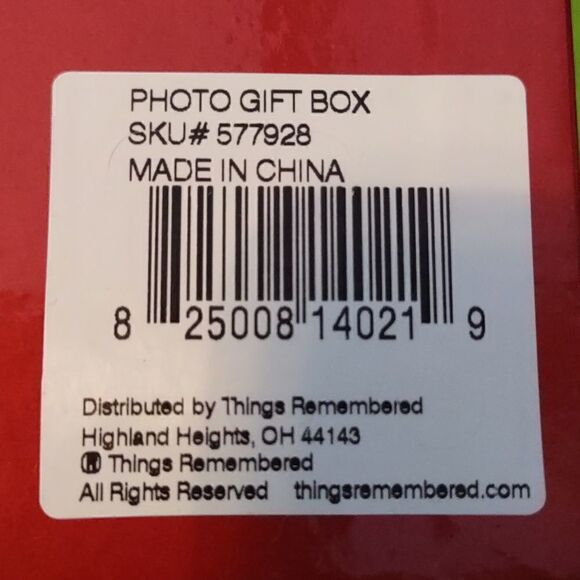 PHOTO GIFT BOX
SKU# 577928
MADE IN CHINA
8 25008 14021 9
Distributed by Things Remembered
Highland Heights, OH 44143
Things Remembered
All Rights Reserved thingsremembered.com